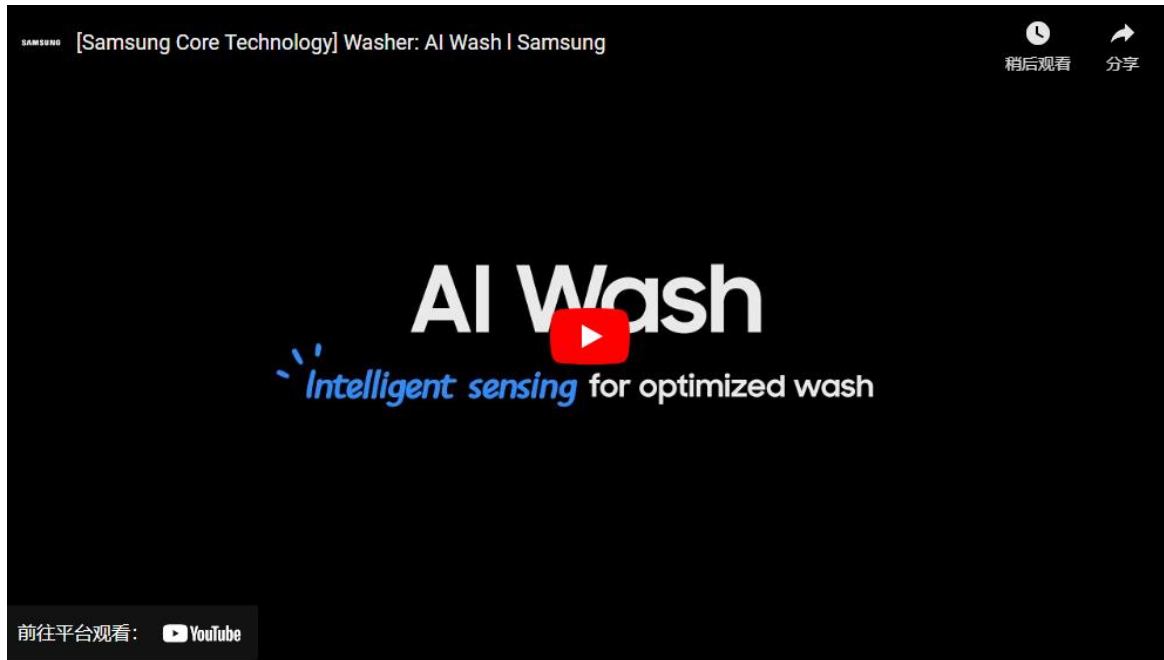 SAMSUNG [Samsung Core Technology] Washer: AI Wash l Samsung
稍后观看 分享
AI Wash
Intelligent sensing for optimized wash
前往平台观看： YouTube